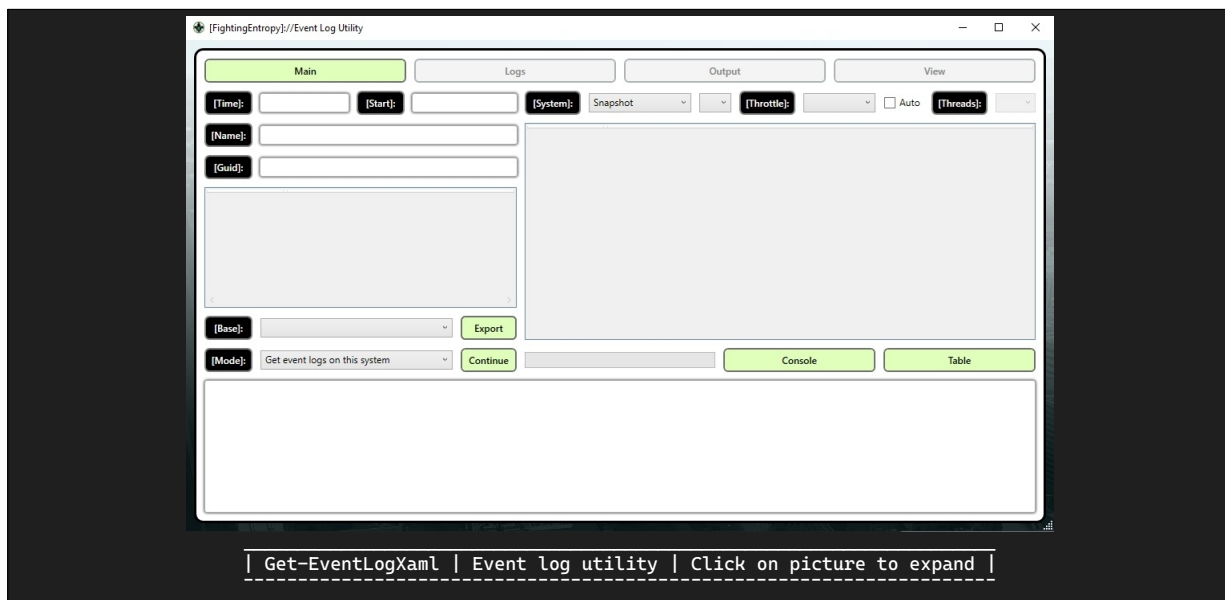 [FightingEntropy]://Event Log Utility
Main Logs Output View
[Time]: [Start]: [System]: Snapshot [Throttle]: Auto [Threads]:
[Name]:
[Guid]:
[Base]: Export
[Mode]: Get event logs on this system Continue Console Table
| Get-EventLogXaml | Event log utility | Click on picture to expand |